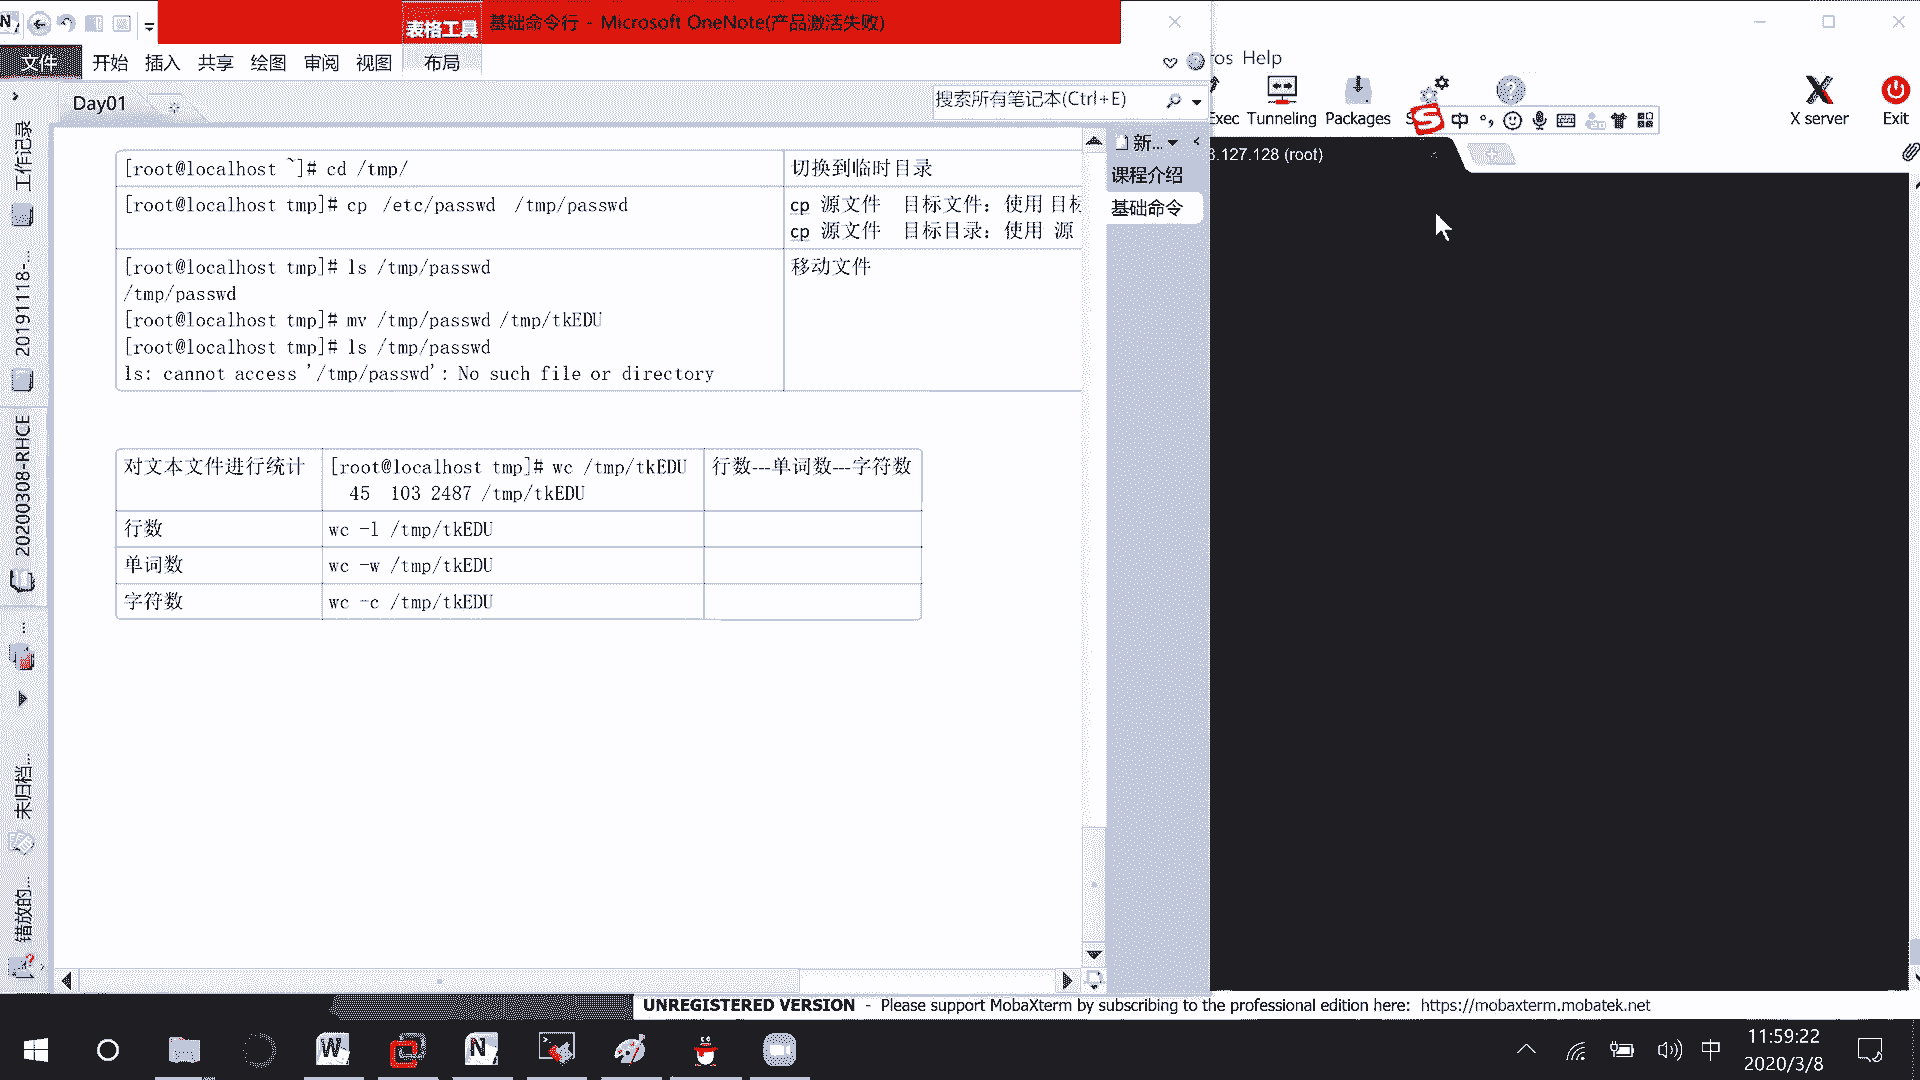 表格工具
基础命令行 - Microsoft OneNote(产品激活失败)
文件 开始 插入 共享 绘图 审阅 视图 布局
Help
Day01
搜索所有笔记本(Ctrl+E)
Exec Tunneling Packages
X server
Exit
中
3.127.128 (root)
新...
课程介绍
基础命令
工作记录
20191118-...
20200308-RHCE
...
未归档...
错放的...
[root@localhost ~]# cd /tmp/
切换到临时目录
[root@localhost tmp]# cp /etc/passwd /tmp/passwd
cp 源文件 目标文件：使用 目标
cp 源文件 目标目录：使用 源
[root@localhost tmp]# ls /tmp/passwd
移动文件
/tmp/passwd
[root@localhost tmp]# mv /tmp/passwd /tmp/tkEDU
[root@localhost tmp]# ls /tmp/passwd
ls: cannot access '/tmp/passwd': No such file or directory
对文本文件进行统计
[root@localhost tmp]# wc /tmp/tkEDU
45 103 2487 /tmp/tkEDU
行数---单词数---字符数
行数
wc -l /tmp/tkEDU
单词数
wc -w /tmp/tkEDU
字符数
wc -c /tmp/tkEDU
UNREGISTERED VERSION - Please support MobaXterm by subscribing to the professional edition here: https://mobaxterm.mobatek.net
中
11:59:22
2020/3/8